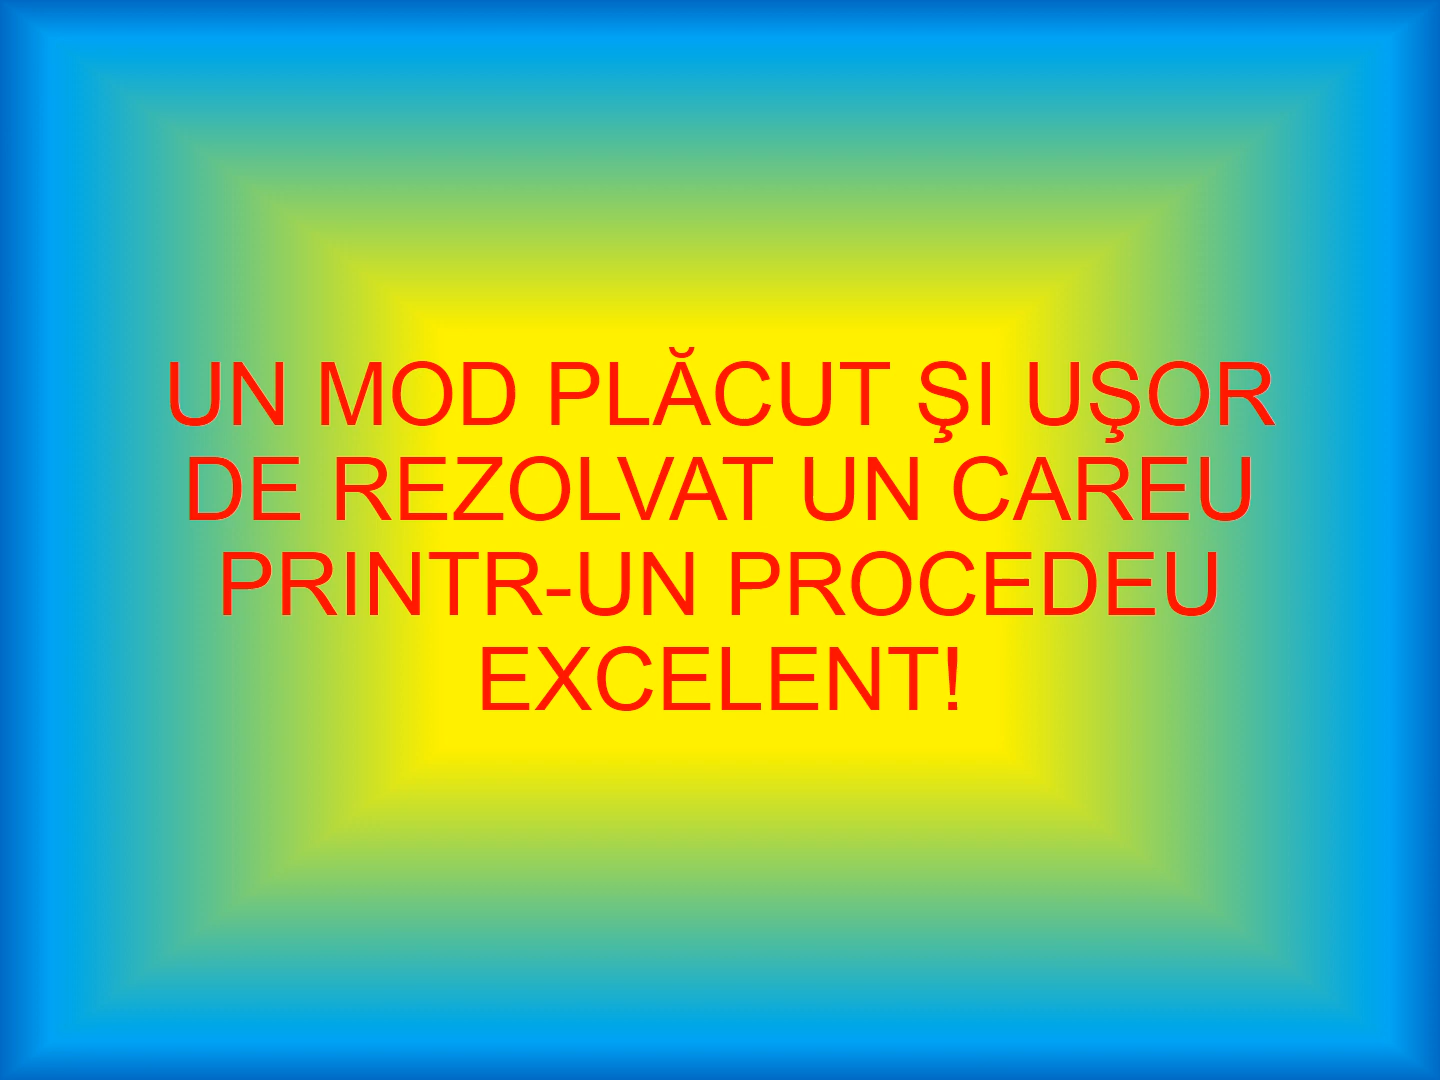 UN MOD PLĂCUT ŞI UŞOR
DE REZOLVAT UN CAREU
PRINTR-UN PROCEDEU
EXCELENT!